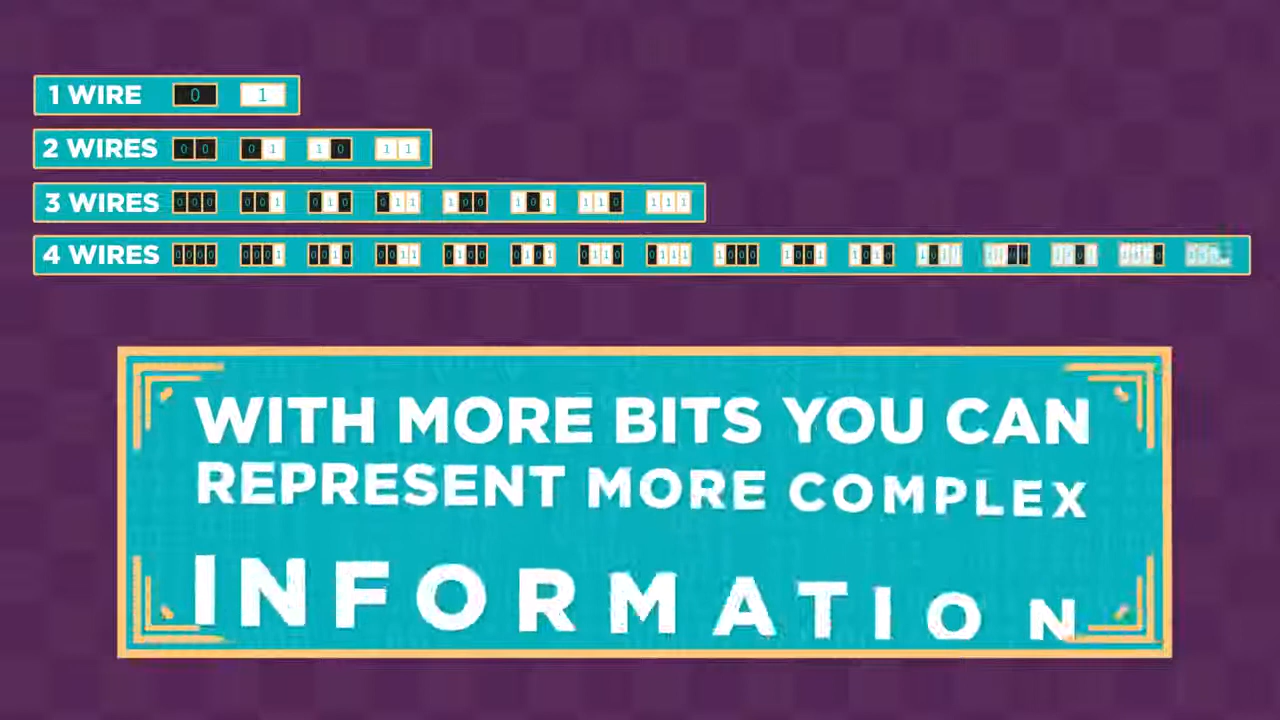 1 WIRE 0 1
2 WIRES 00 01 10 11
3 WIRES 000 001 010 011 100 101 110 111
4 WIRES 0000 0001 0010 0011 0100 0101 0110 0111 1000 1001 1010
WITH MORE BITS YOU CAN
REPRESENT MORE COMPLEX
INFORMATION